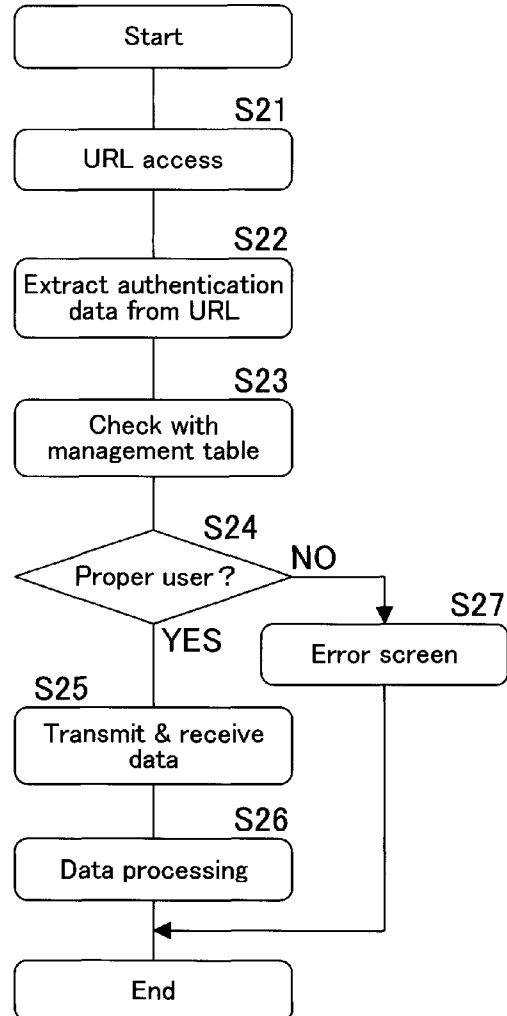 Start
S21
URL access
S22
Extract authentication
data from URL
S23
Check with
management table
S24
Proper user?
NO
YES
S27
Error screen
S25
Transmit & receive
data
S26
Data processing
End